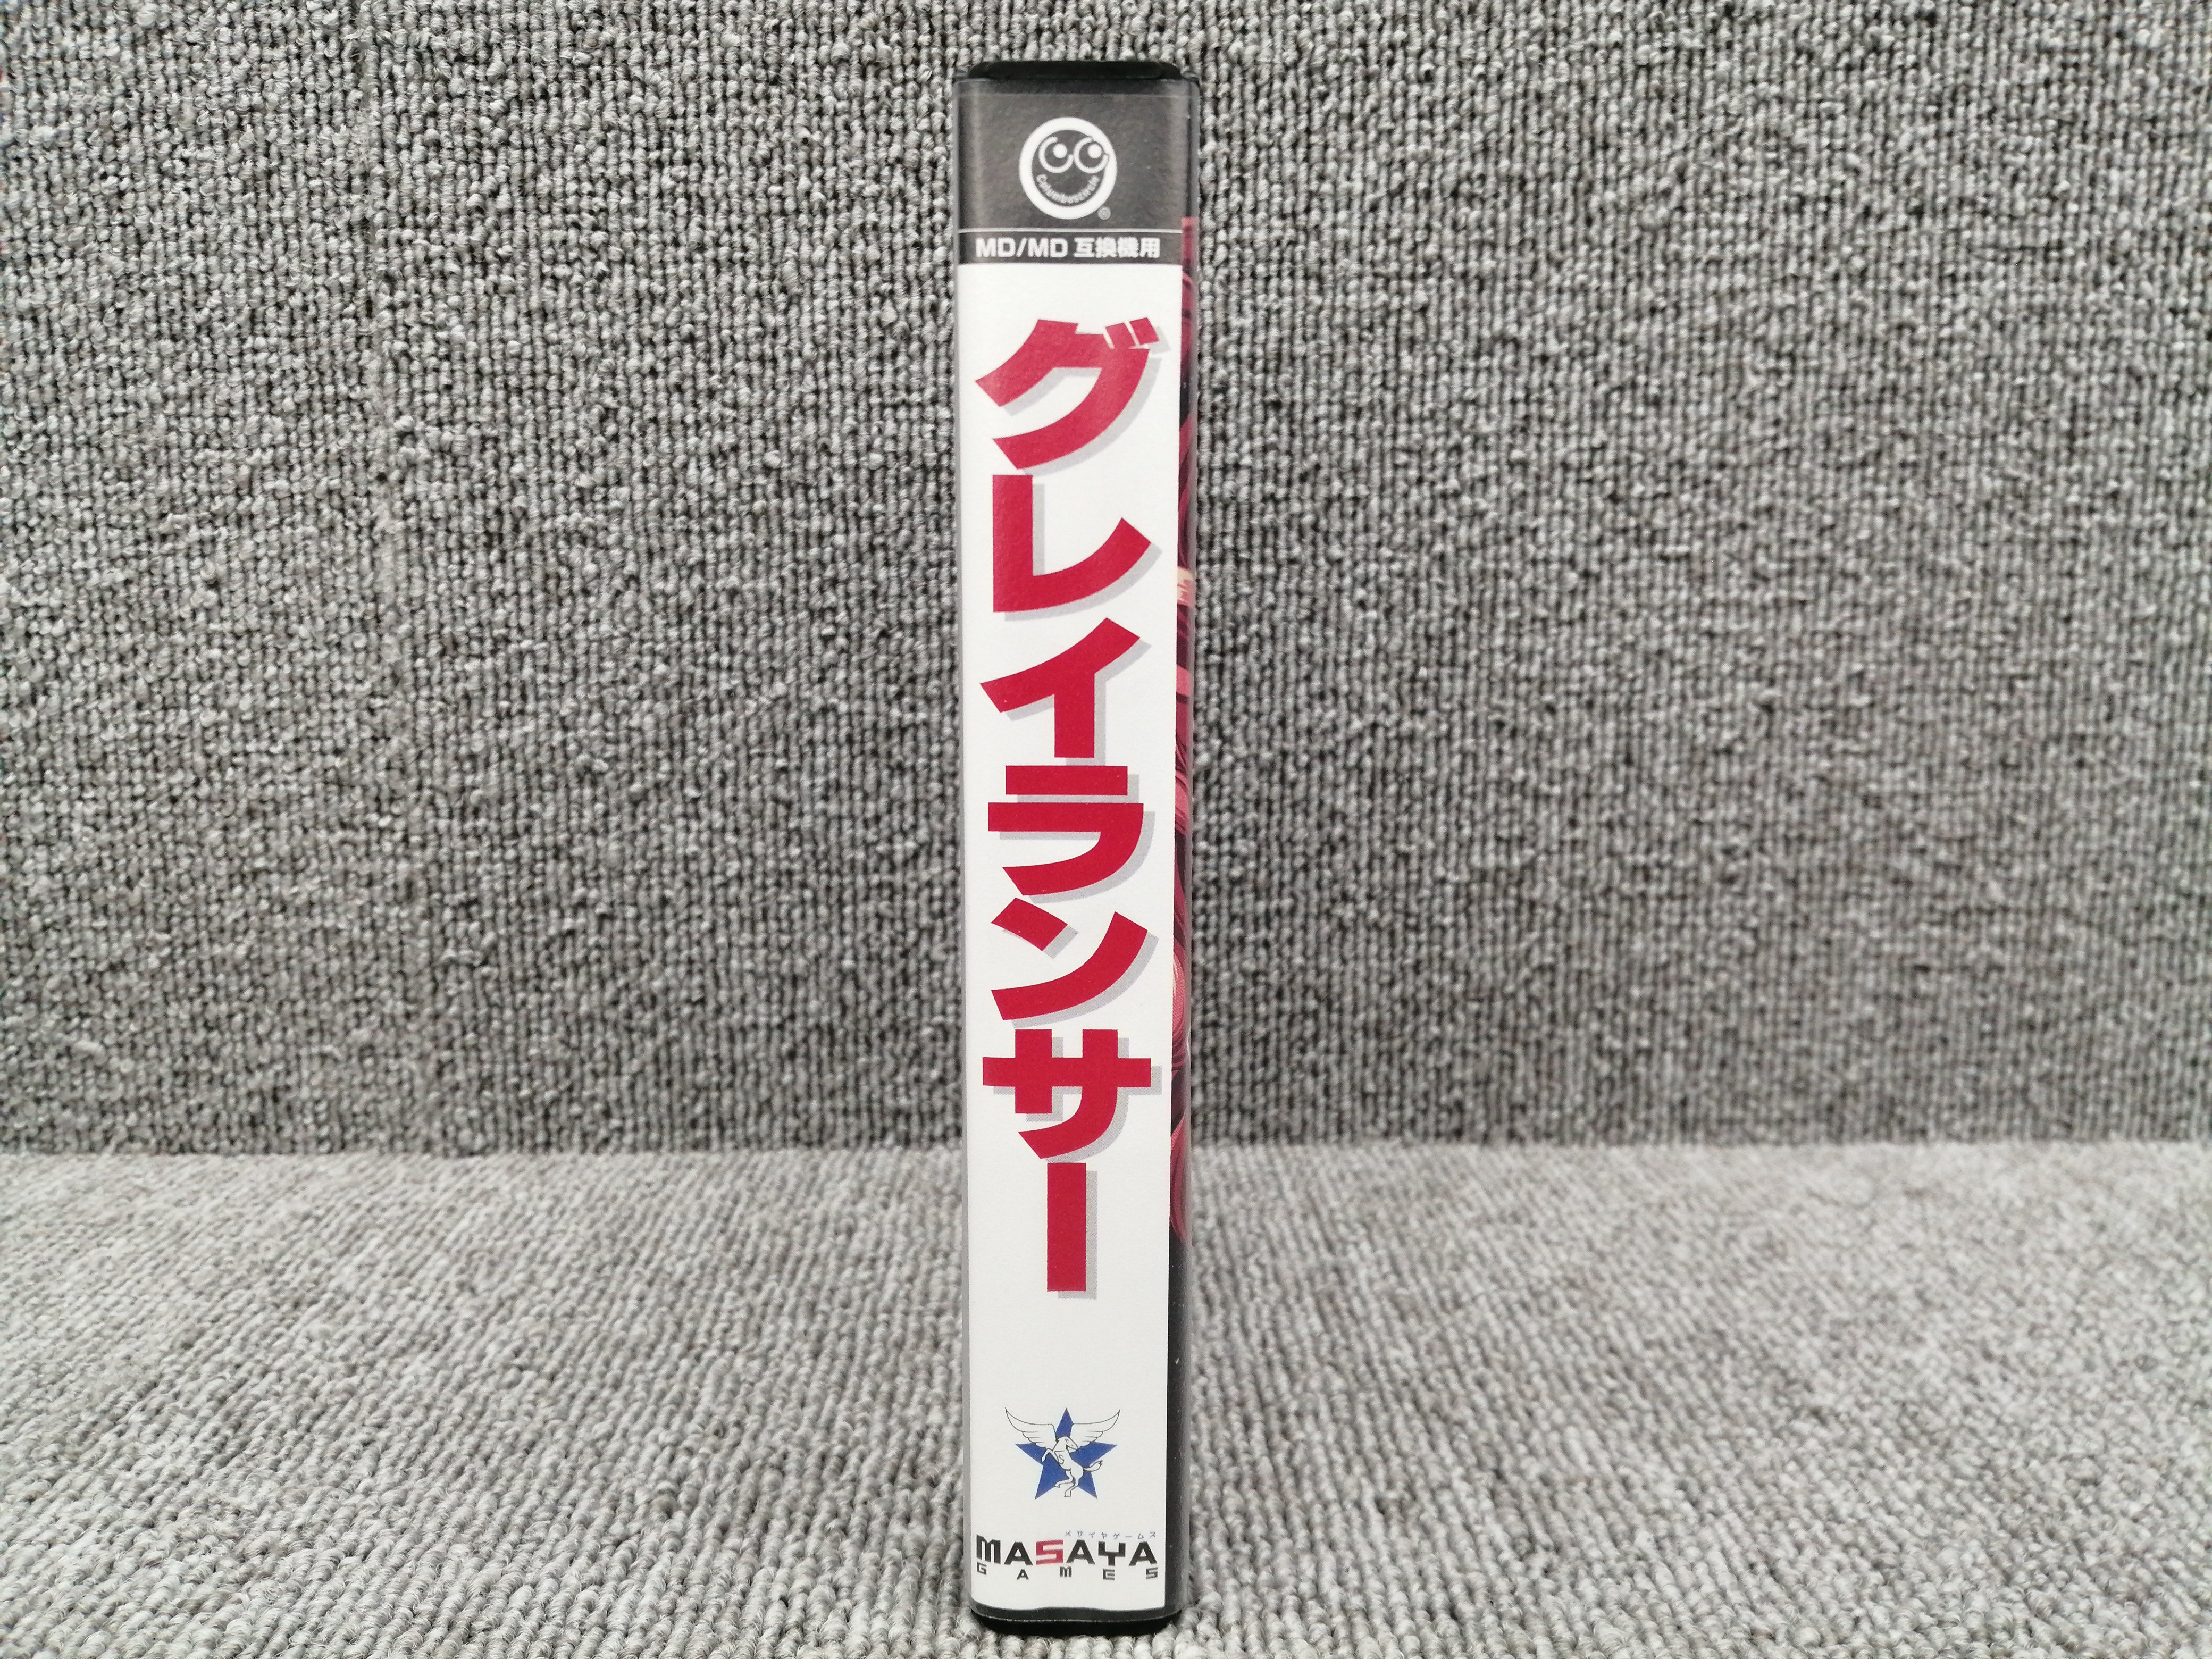 ColumbusCircle
®
MD/MD 互換機用
グレイランサー
メサイヤゲームス
MASAYA
GAMES